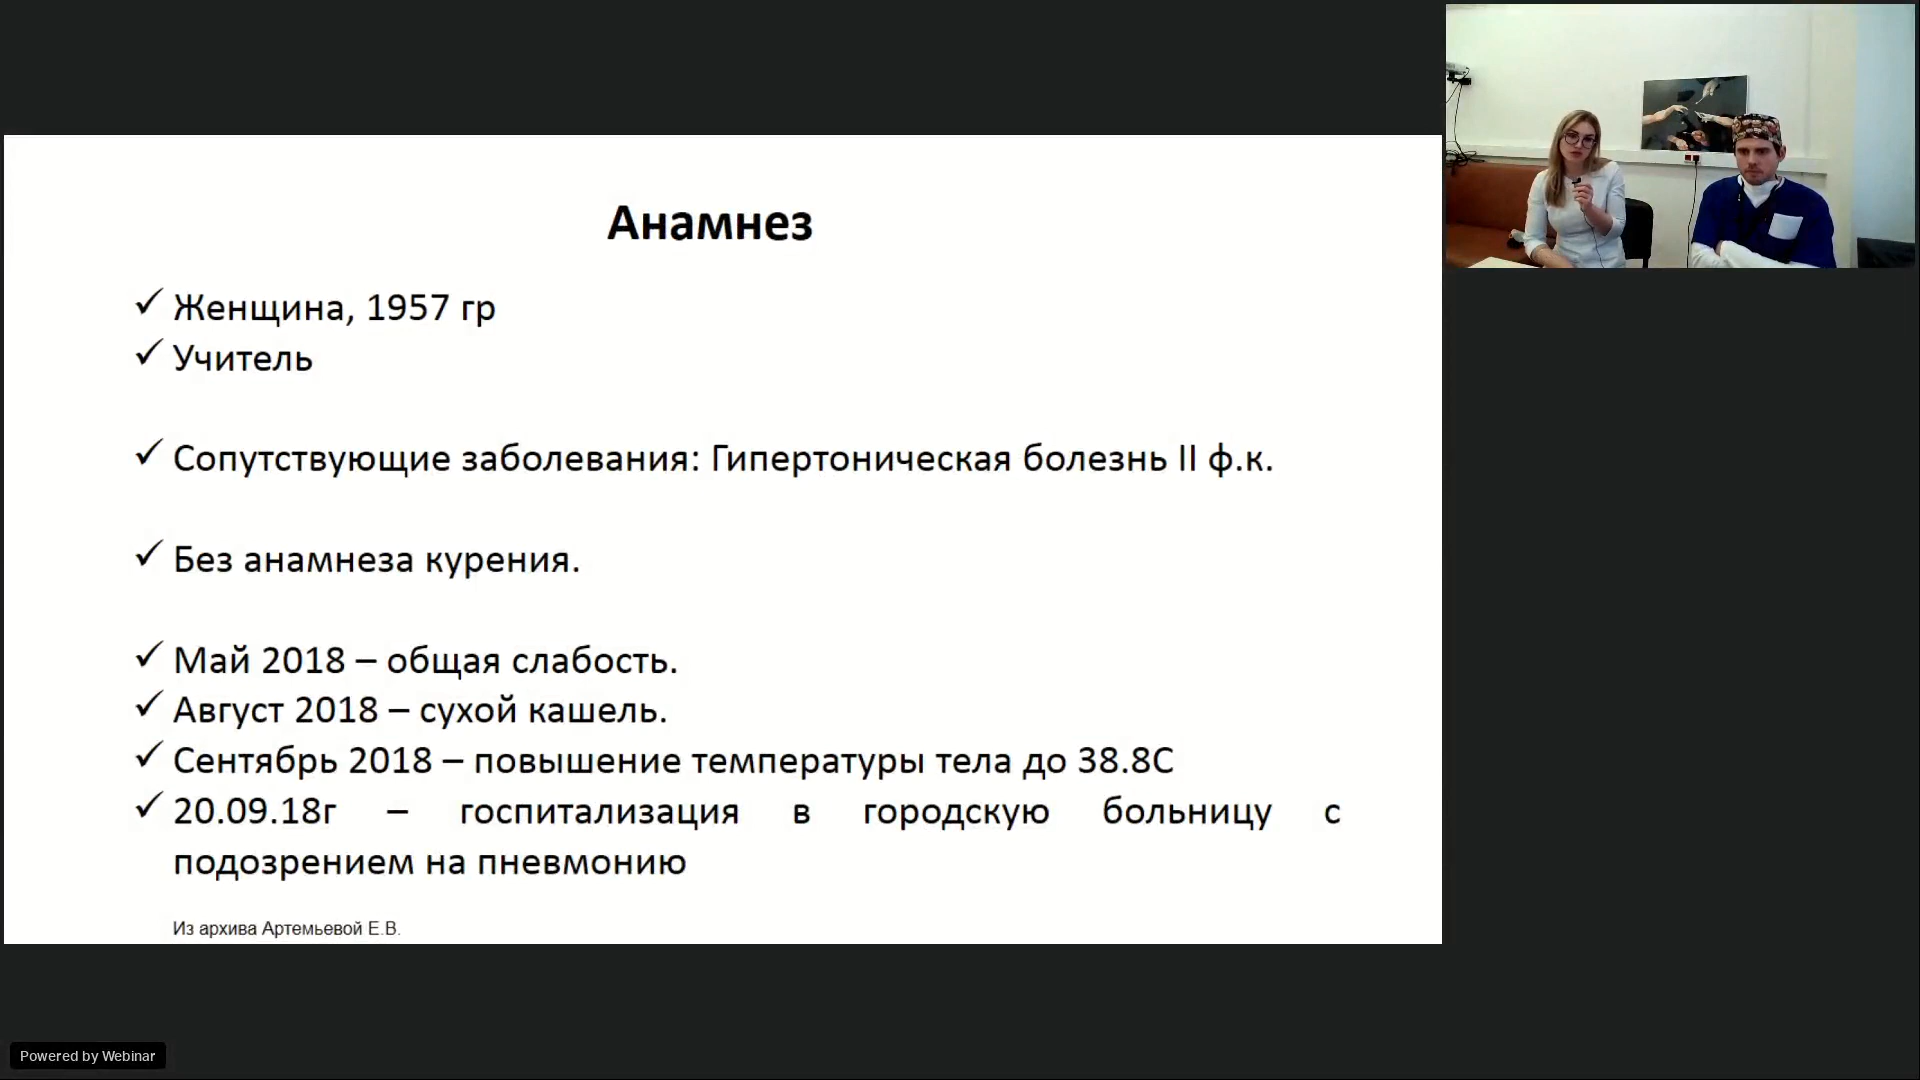 Анамнез
Женщина, 1957 гр
Учитель
Сопутствующие заболевания: Гипертоническая болезнь II ф.к.
Без анамнеза курения.
Май 2018 – общая слабость.
Август 2018 – сухой кашель.
Сентябрь 2018 – повышение температуры тела до 38.8С
20.09.18г – госпитализация в городскую больницу с
подозрением на пневмонию
Из архива Артемьевой Е.В.
Powered by Webinar